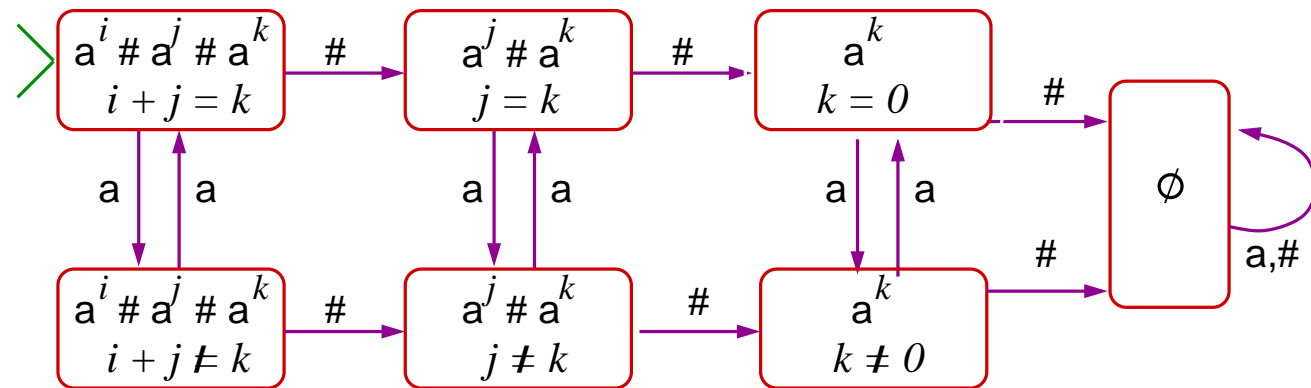 a^i # a^j # a^k
i + j = k
#
a^j # a^k
j = k
#
a^k
k = 0
#
a
a
a
a
a
a
∅
a,#
a^i # a^j # a^k
i + j ≠ k
#
a^j # a^k
j ≠ k
#
a^k
k ≠ 0
#